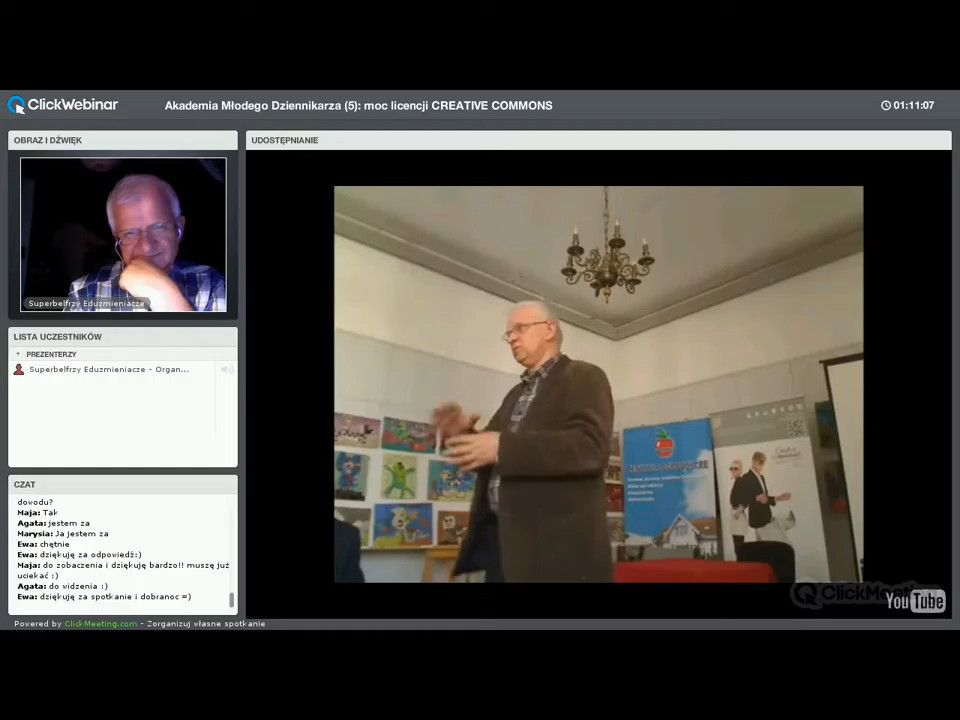 ClickWebinar
Akademia Młodego Dziennikarza (5): moc licencji CREATIVE COMMONS
01:11:07
OBRAZ I DŹWIĘK
Superbelfrzy Eduzmieniacze
LISTA UCZESTNIKÓW
PREZENTERZY
Superbelfrzy Eduzmieniacze - Organ...
CZAT
dowodu?
Maja: Tak
Agata: jestem za
Marysia: Ja jestem za
Ewa: chętnie
Ewa: dziękuję za odpowiedź:)
Maja: do zobaczenia i dziękuję bardzo!! muszę już
uciekać :)
Agata: do widzenia :)
Ewa: dziękuję za spotkanie i dobranoc =)
UDOSTĘPNIANIE
ClickMeeting
YouTube
Powered by ClickMeeting.com - Zorganizuj własne spotkanie